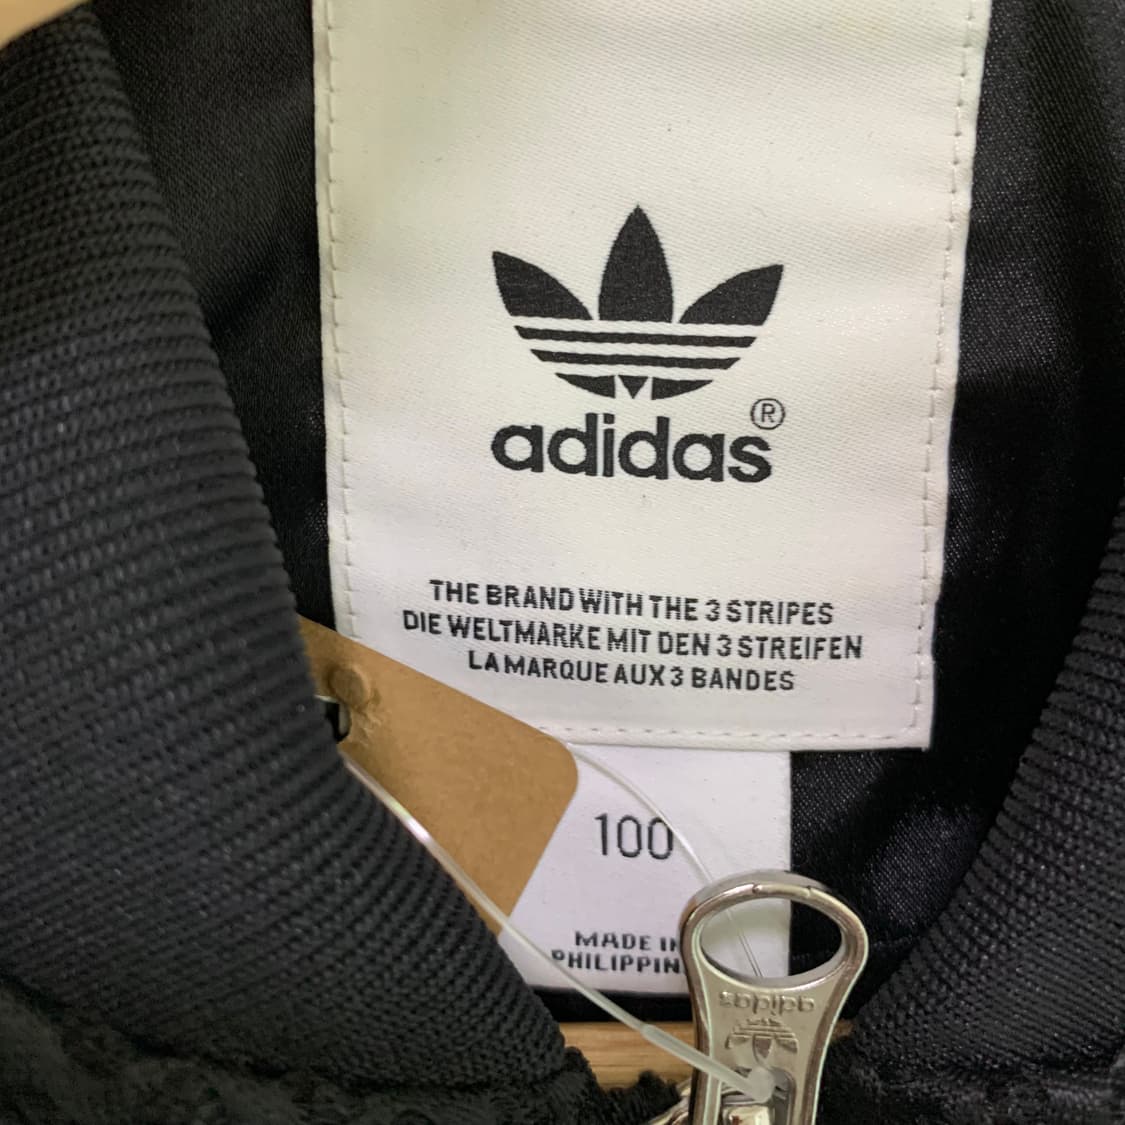 adidas®
THE BRAND WITH THE 3 STRIPES
DIE WELTMARKE MIT DEN 3 STREIFEN
LA MARQUE AUX 3 BANDES
100
MADE
adidas